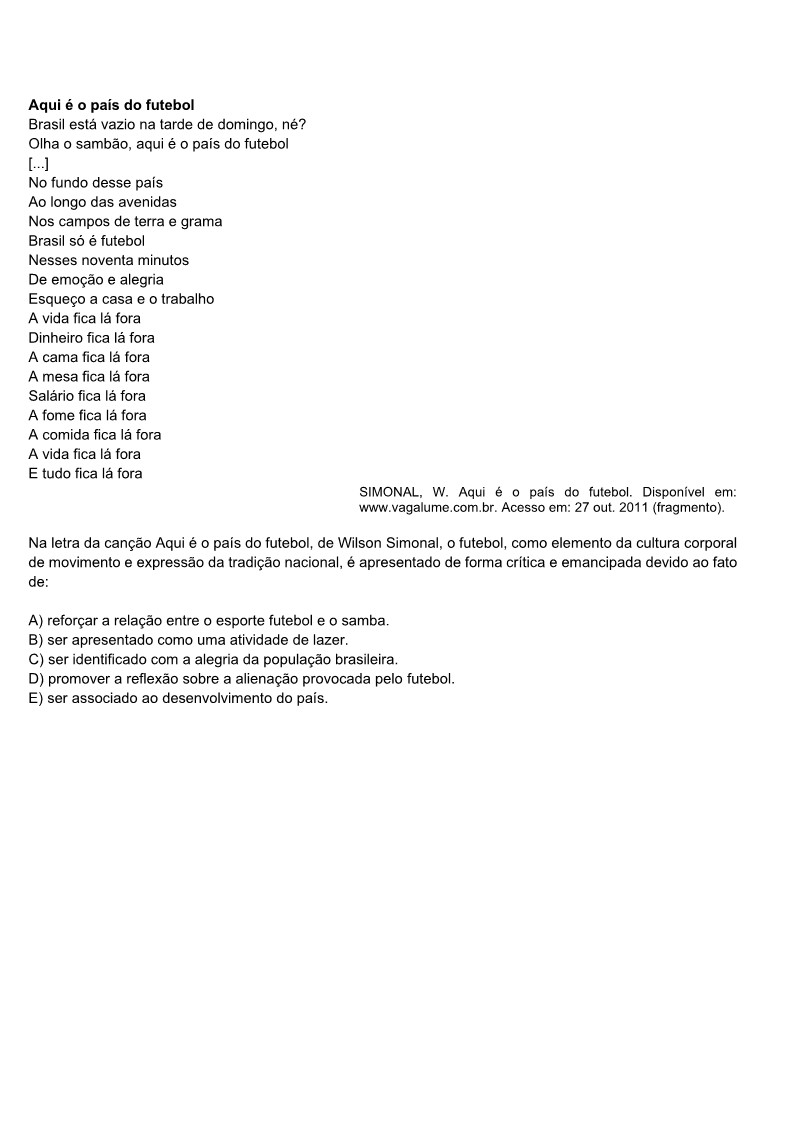 Aqui é o país do futebol
Brasil está vazio na tarde de domingo, né?
Olha o sambão, aqui é o país do futebol
[...]
No fundo desse país
Ao longo das avenidas
Nos campos de terra e grama
Brasil só é futebol
Nesses noventa minutos
De emoção e alegria
Esqueço a casa e o trabalho
A vida fica lá fora
Dinheiro fica lá fora
A cama fica lá fora
A mesa fica lá fora
Salário fica lá fora
A fome fica lá fora
A comida fica lá fora
A vida fica lá fora
E tudo fica lá fora
SIMONAL, W. Aqui é o país do futebol. Disponível em:
www.vagalume.com.br. Acesso em: 27 out. 2011 (fragmento).
Na letra da canção Aqui é o país do futebol, de Wilson Simonal, o futebol, como elemento da cultura corporal
de movimento e expressão da tradição nacional, é apresentado de forma crítica e emancipada devido ao fato
de:
A) reforçar a relação entre o esporte futebol e o samba.
B) ser apresentado como uma atividade de lazer.
C) ser identificado com a alegria da população brasileira.
D) promover a reflexão sobre a alienação provocada pelo futebol.
E) ser associado ao desenvolvimento do país.